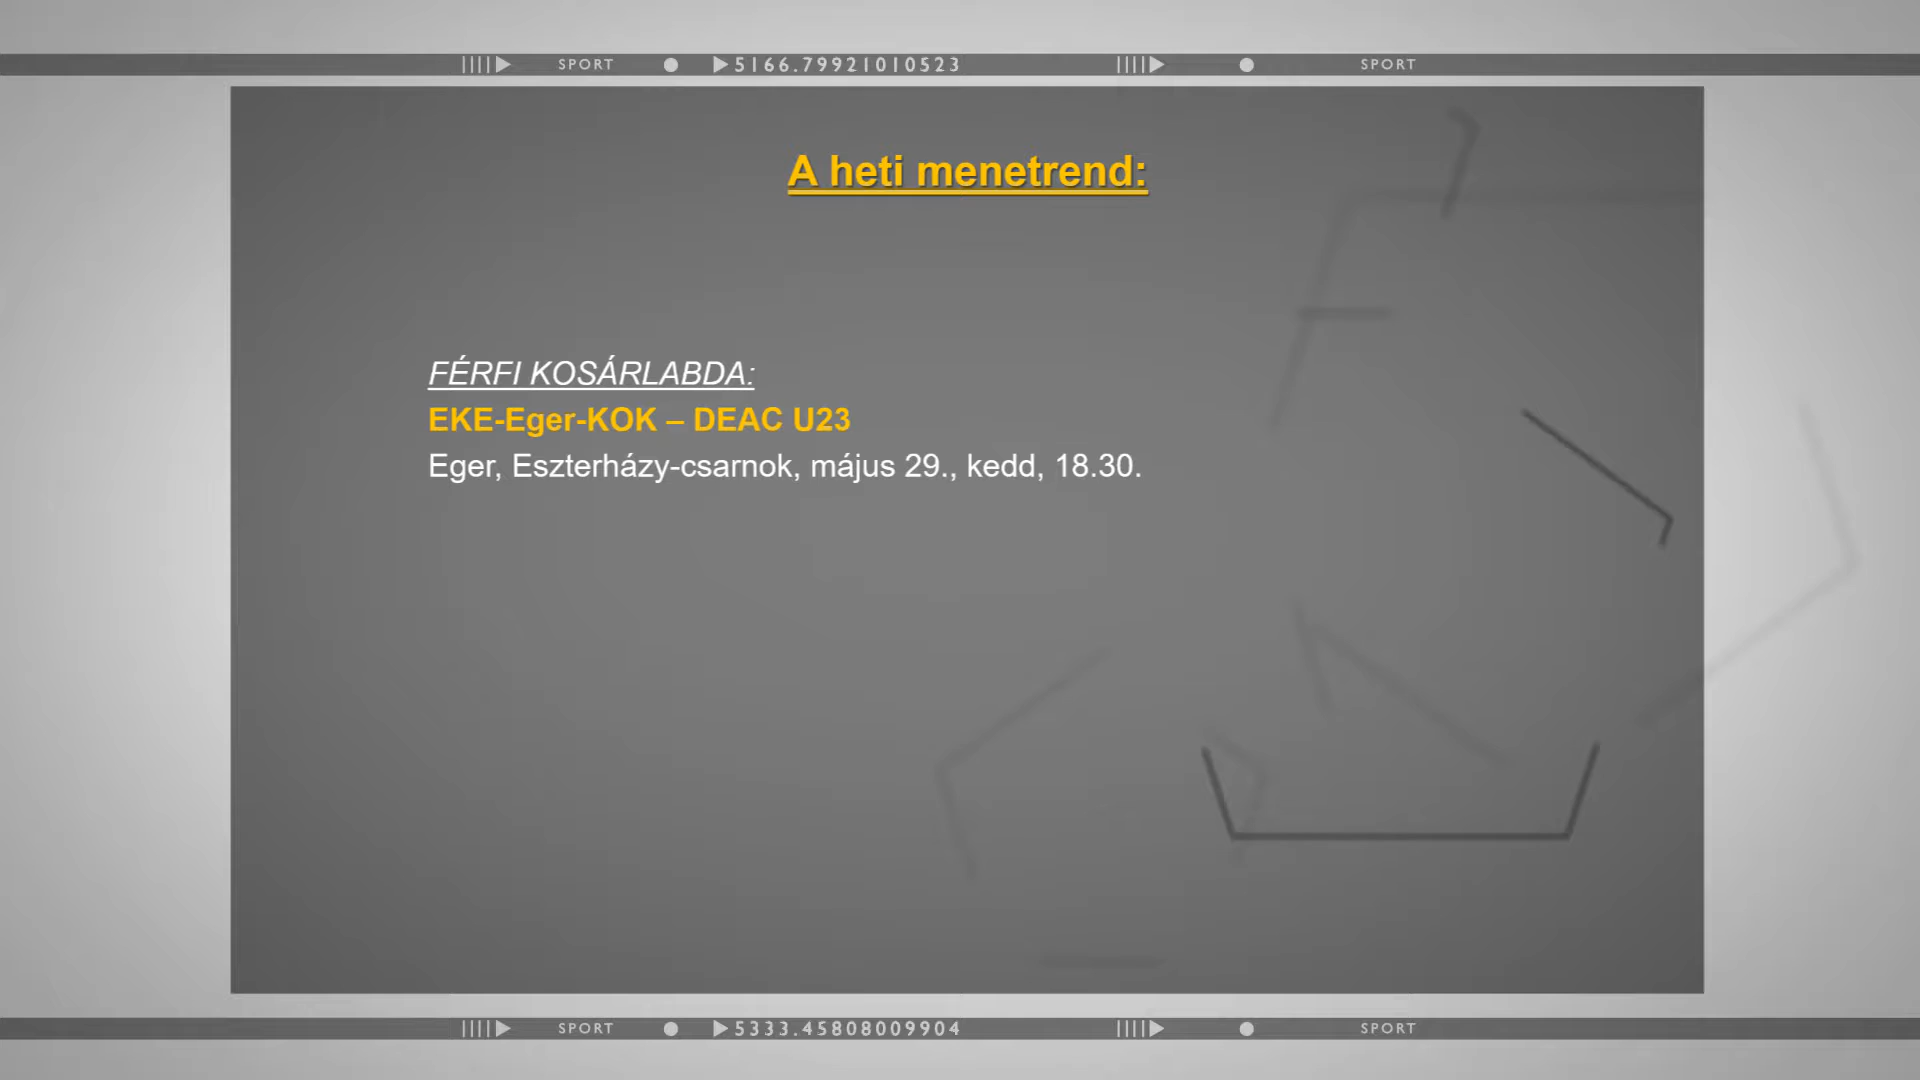 SPORT 5166.79921010523 SPORT
A heti menetrend:
FÉRFI KOSÁRLABDA:
EKE-Eger-KOK – DEAC U23
Eger, Eszterházy-csarnok, május 29., kedd, 18.30.
SPORT 5333.45808009904 SPORT